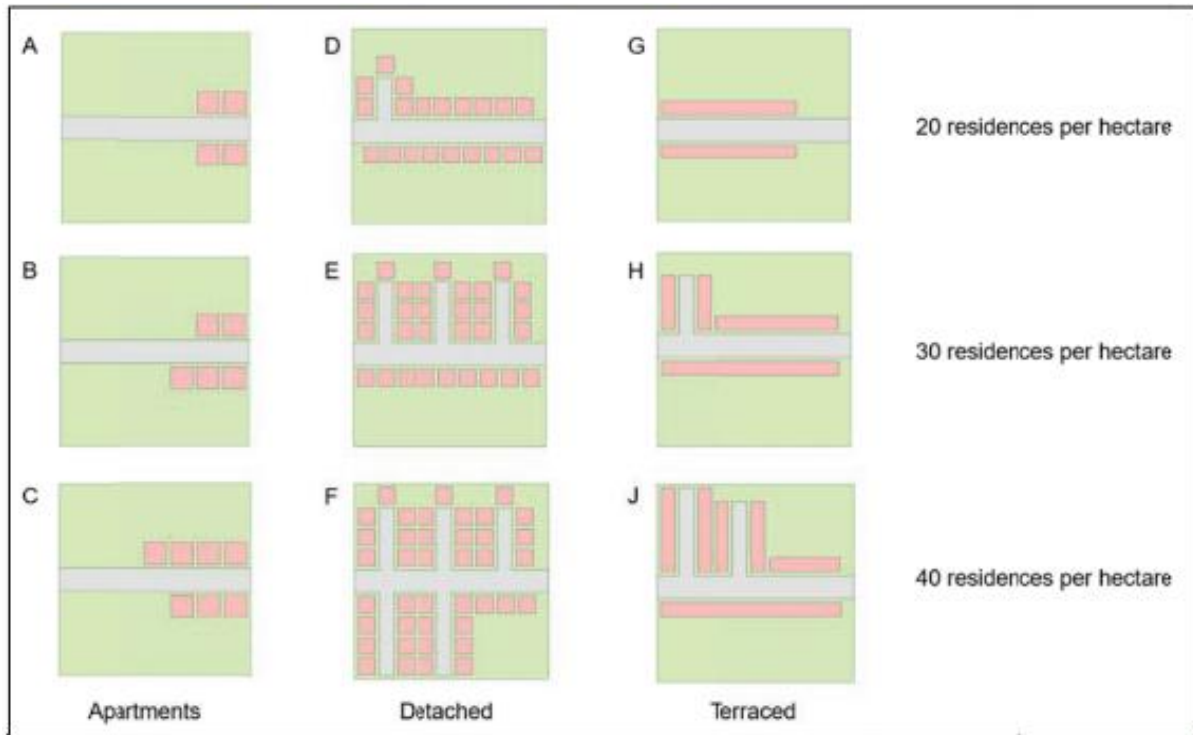 A D G
20 residences per hectare
B E H
30 residences per hectare
C F J
40 residences per hectare
Apartments Detached Terraced